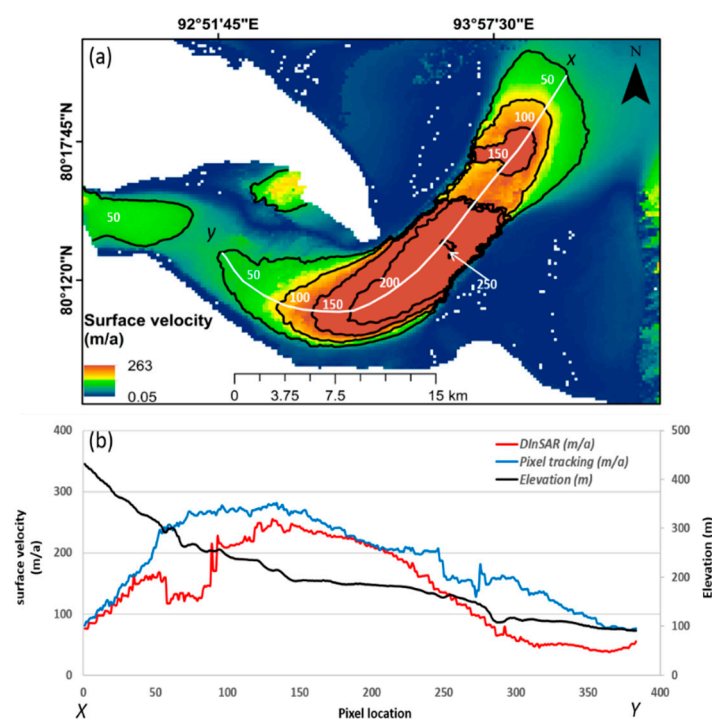 92°51'45"E 93°57'30"E
(a)
N
x
50
100
150
80°17'45"N
50
y
50
80°12'0"N
200
100
150
250
Surface velocity
(m/a)
263
0.05
0 3.75 7.5 15 km
(b)
400 500
DInSAR (m/a)
Pixel tracking (m/a)
Elevation (m)
400
300
300
200
200
100
100
0 0
surface velocity
(m/a)
Elevation (m)
0 50 100 150 200 250 300 350 400
X Pixel location Y